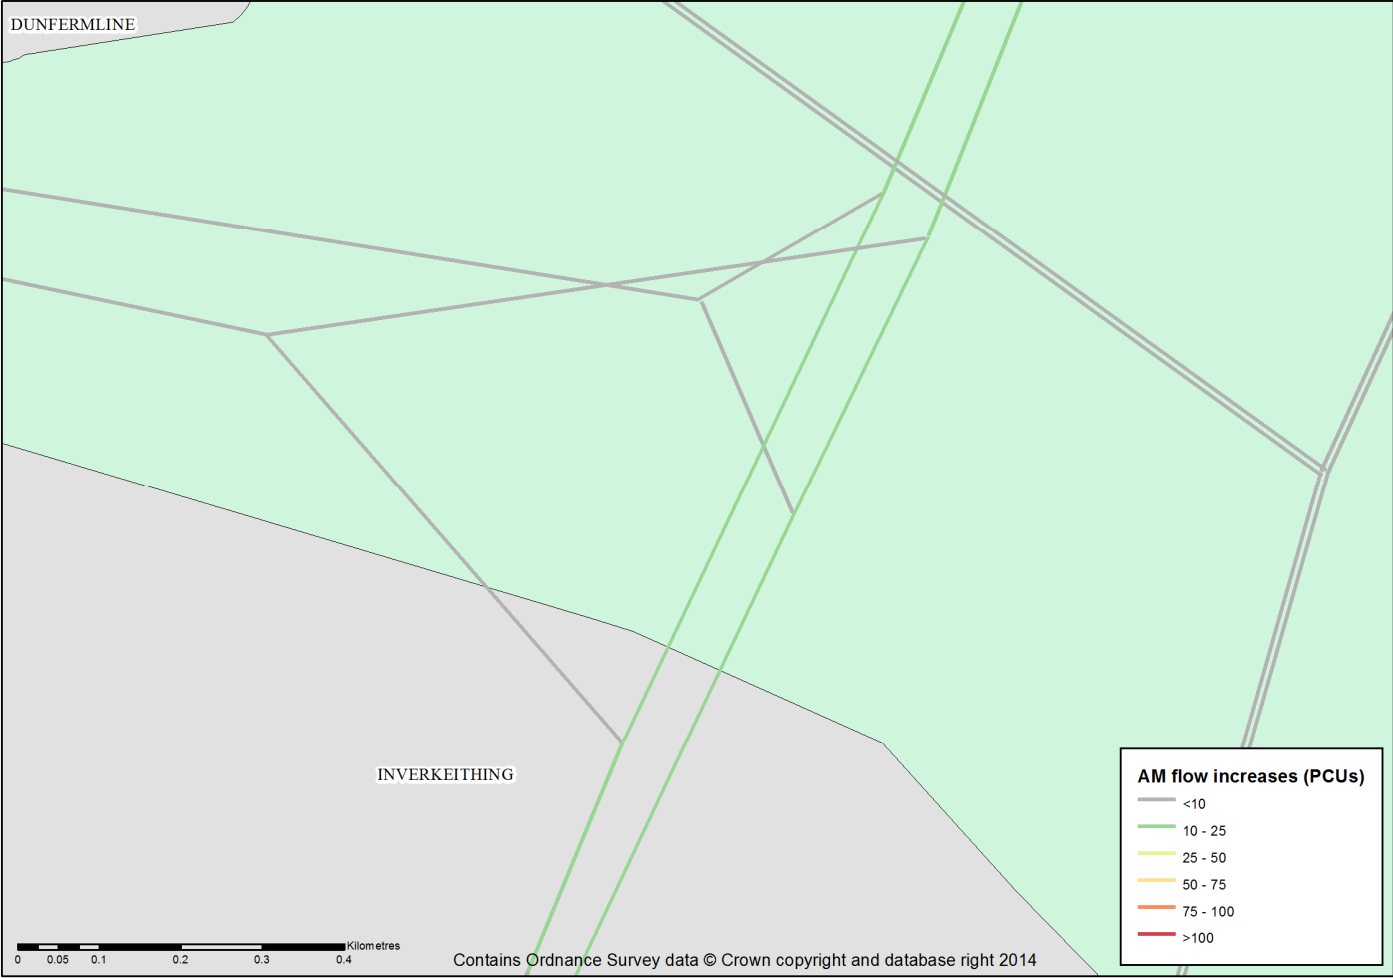 DUNFERMLINE
INVERKEITHING
AM flow increases (PCUs)
<10
10 - 25
25 - 50
50 - 75
75 - 100
>100
Kilometres
0 0.05 0.1 0.2 0.3 0.4
Contains Ordnance Survey data © Crown copyright and database right 2014